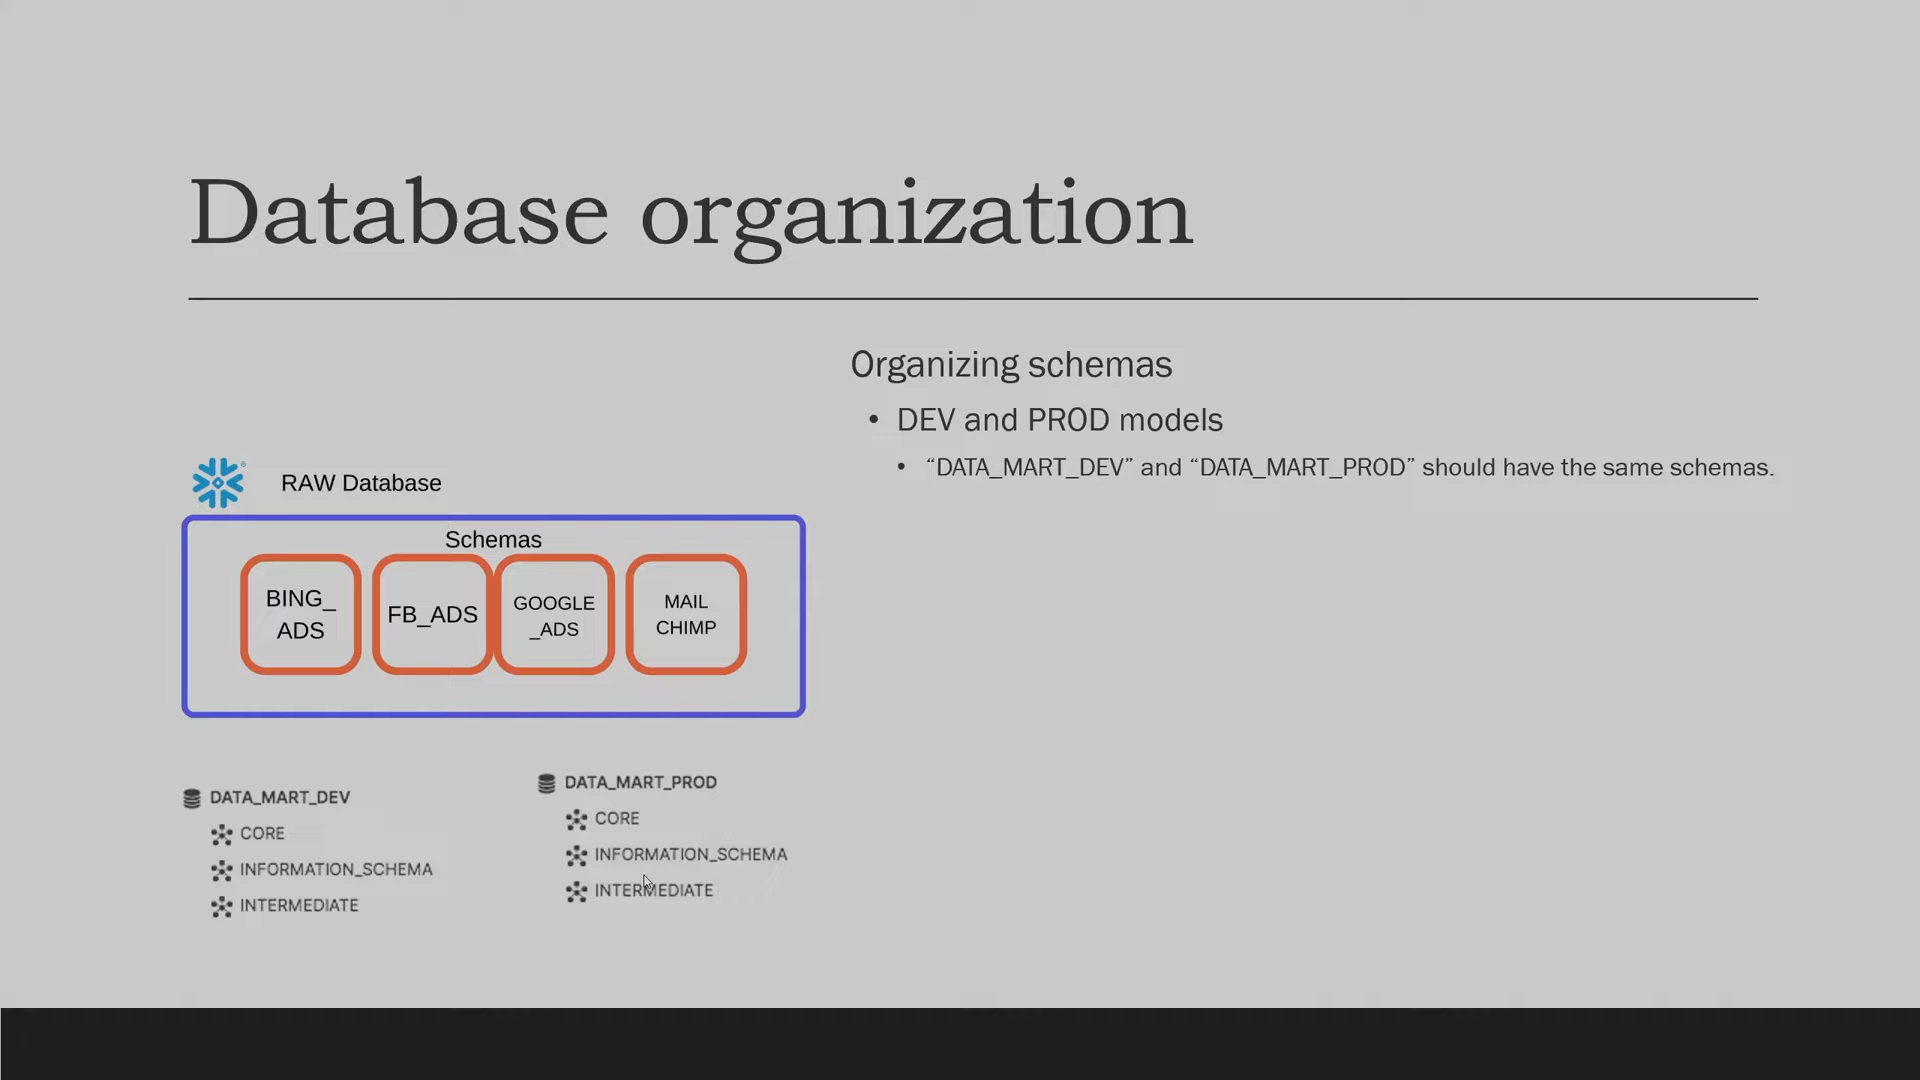 Database organization
Organizing schemas
• DEV and PROD models
• “DATA_MART_DEV” and “DATA_MART_PROD” should have the same schemas.
RAW Database
Schemas
BING_
ADS
FB_ADS
GOOGLE
_ADS
MAIL
CHIMP
DATA_MART_DEV
CORE
INFORMATION_SCHEMA
INTERMEDIATE
DATA_MART_PROD
CORE
INFORMATION_SCHEMA
INTERMEDIATE